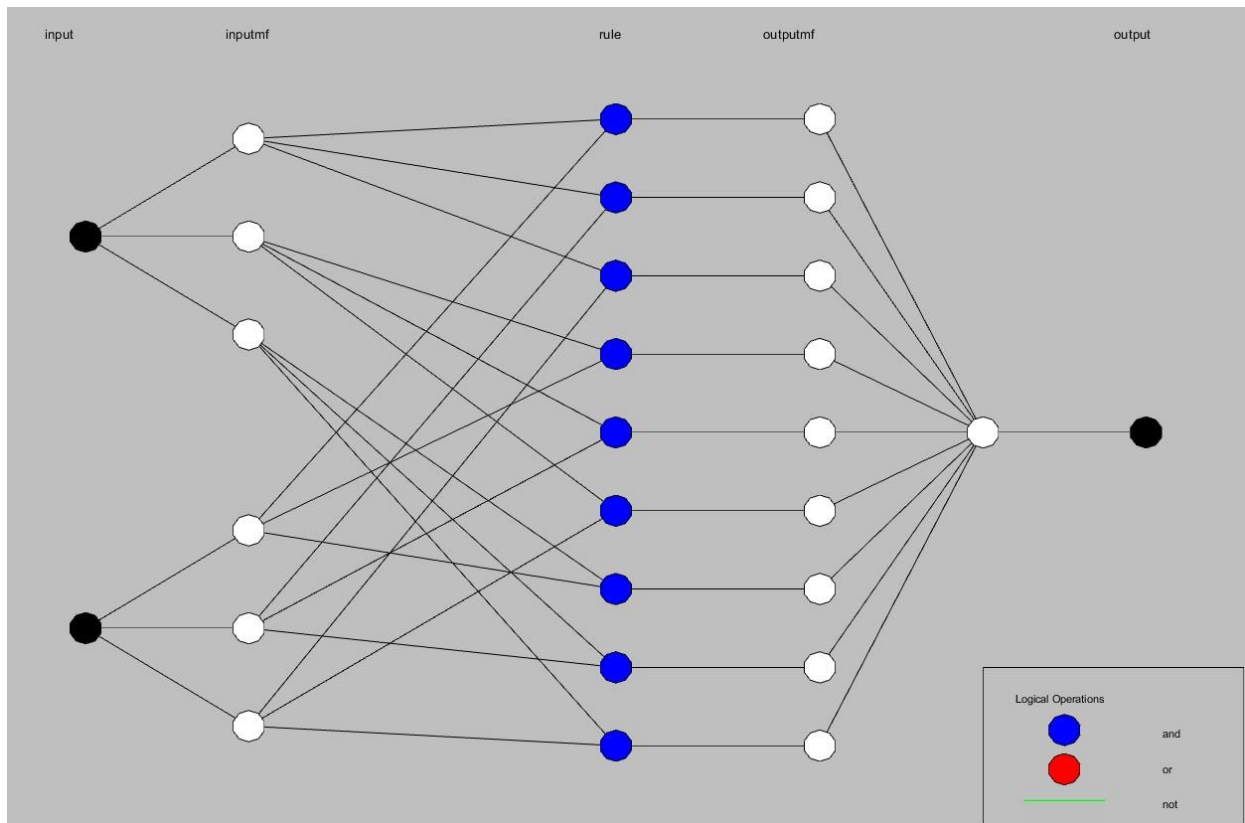 input inputmf rule outputmf output
Logical Operations
and
or
not